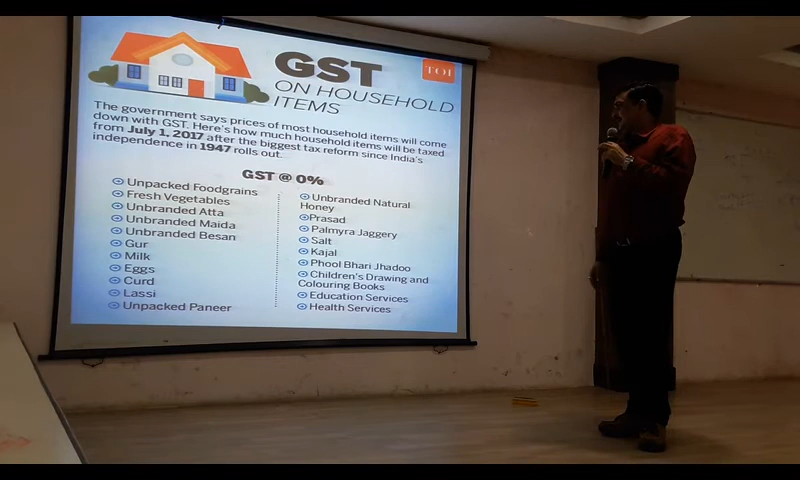 GST
TOI
ON HOUSEHOLD
ITEMS
The government says prices of most household items will come
down with GST. Here's how much household items will be taxed
from July 1, 2017 after the biggest tax reform since India's
independence in 1947 rolls out.
GST @ 0%
Unpacked Foodgrains
Fresh Vegetables
Unbranded Atta
Unbranded Maida
Unbranded Besan
Gur
Milk
Eggs
Curd
Lassi
Unpacked Paneer
Unbranded Natural
Honey
Prasad
Palmyra Jaggery
Salt
Kajal
Phool Bhari Jhadoo
Children's Drawing and
Colouring Books
Education Services
Health Services